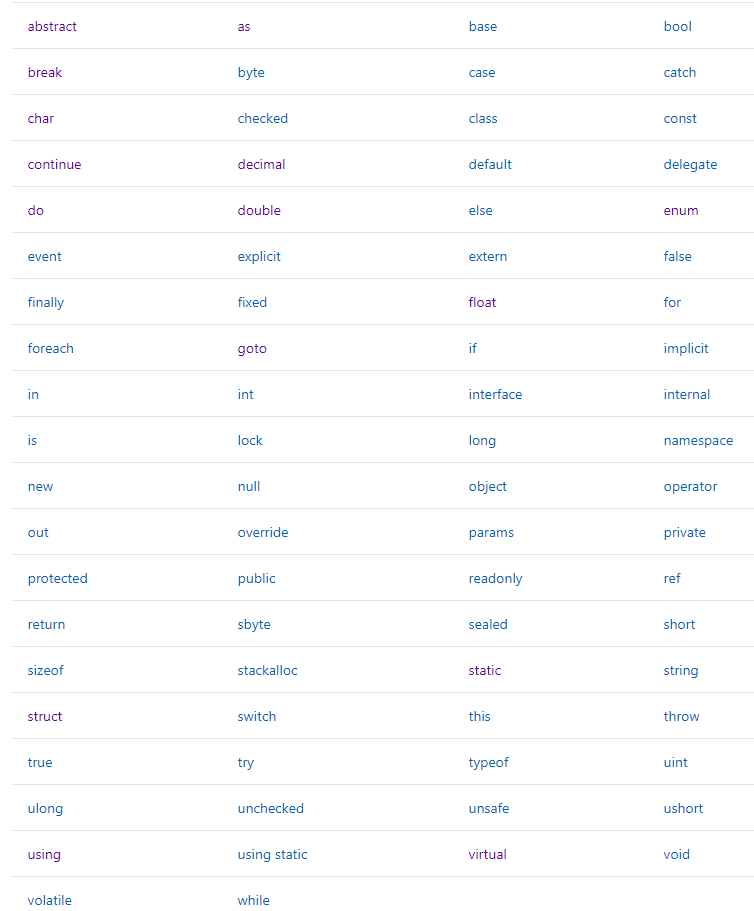 abstract as base bool
break byte case catch
char checked class const
continue decimal default delegate
do double else enum
event explicit extern false
finally fixed float for
foreach goto if implicit
in int interface internal
is lock long namespace
new null object operator
out override params private
protected public readonly ref
return sbyte sealed short
sizeof stackalloc static string
struct switch this throw
true try typeof uint
ulong unchecked unsafe ushort
using using static virtual void
volatile while